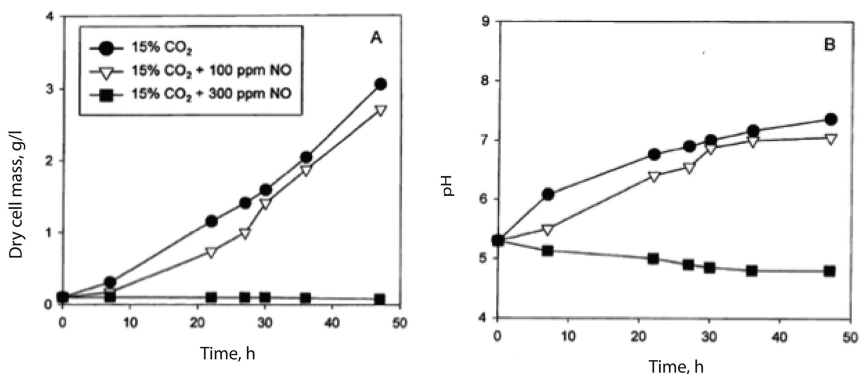 A
15% CO₂
15% CO₂ + 100 ppm NO
15% CO₂ + 300 ppm NO
Dry cell mass, g/l
4
3
2
1
0
0 10 20 30 40 50
Time, h
B
pH
9
8
7
6
5
4
0 10 20 30 40 50
Time, h